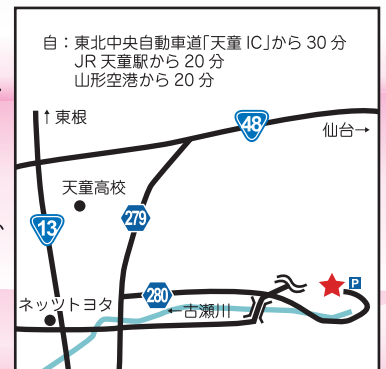 自：東北中央自動車道「天童 IC」から 30 分
JR 天童駅から 20 分
山形空港から 20 分
↑東根
48
仙台→
天童高校
13
279
280
P
ネッツトヨタ
←古瀬川